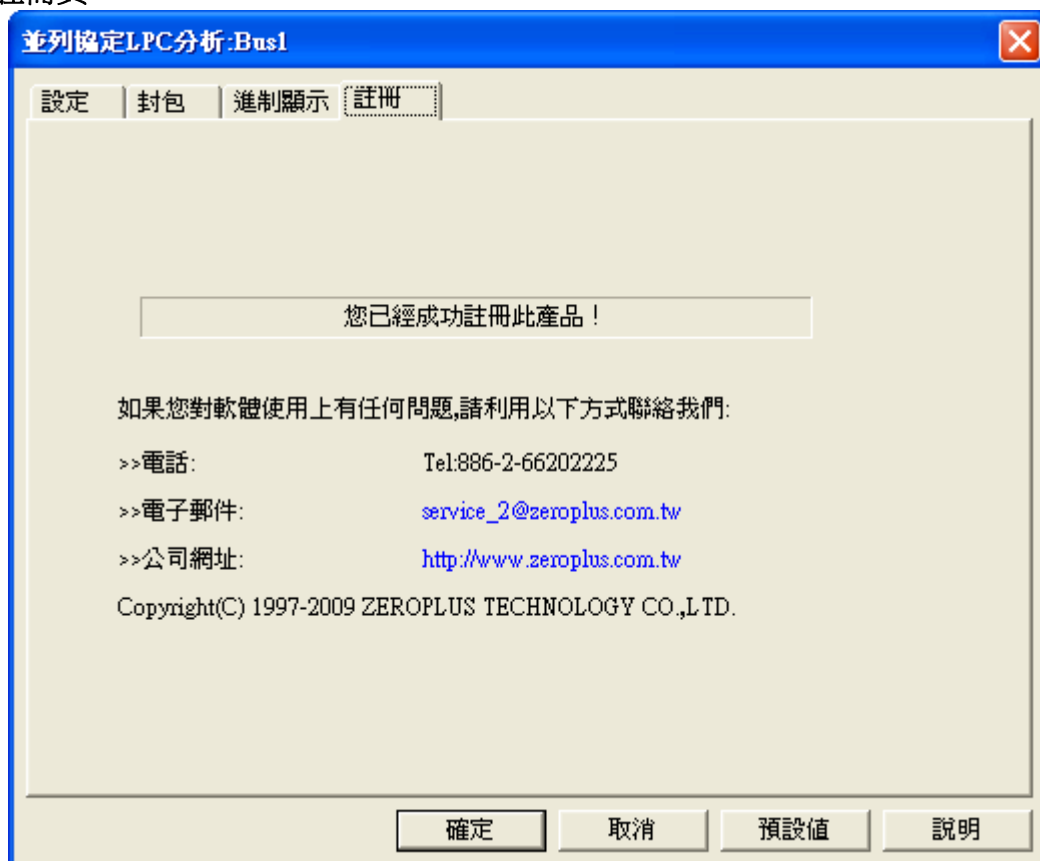 並列協定LPC分析:Bus1
設定 封包 進制顯示 註冊
您已經成功註冊此產品！
如果您對軟體使用上有任何問題,請利用以下方式聯絡我們:
>>電話: Tel:886-2-66202225
>>電子郵件: service_2@zeroplus.com.tw
>>公司網址: http://www.zeroplus.com.tw
Copyright(C) 1997-2009 ZEROPLUS TECHNOLOGY CO.,LTD.
確定 取消 預設值 說明